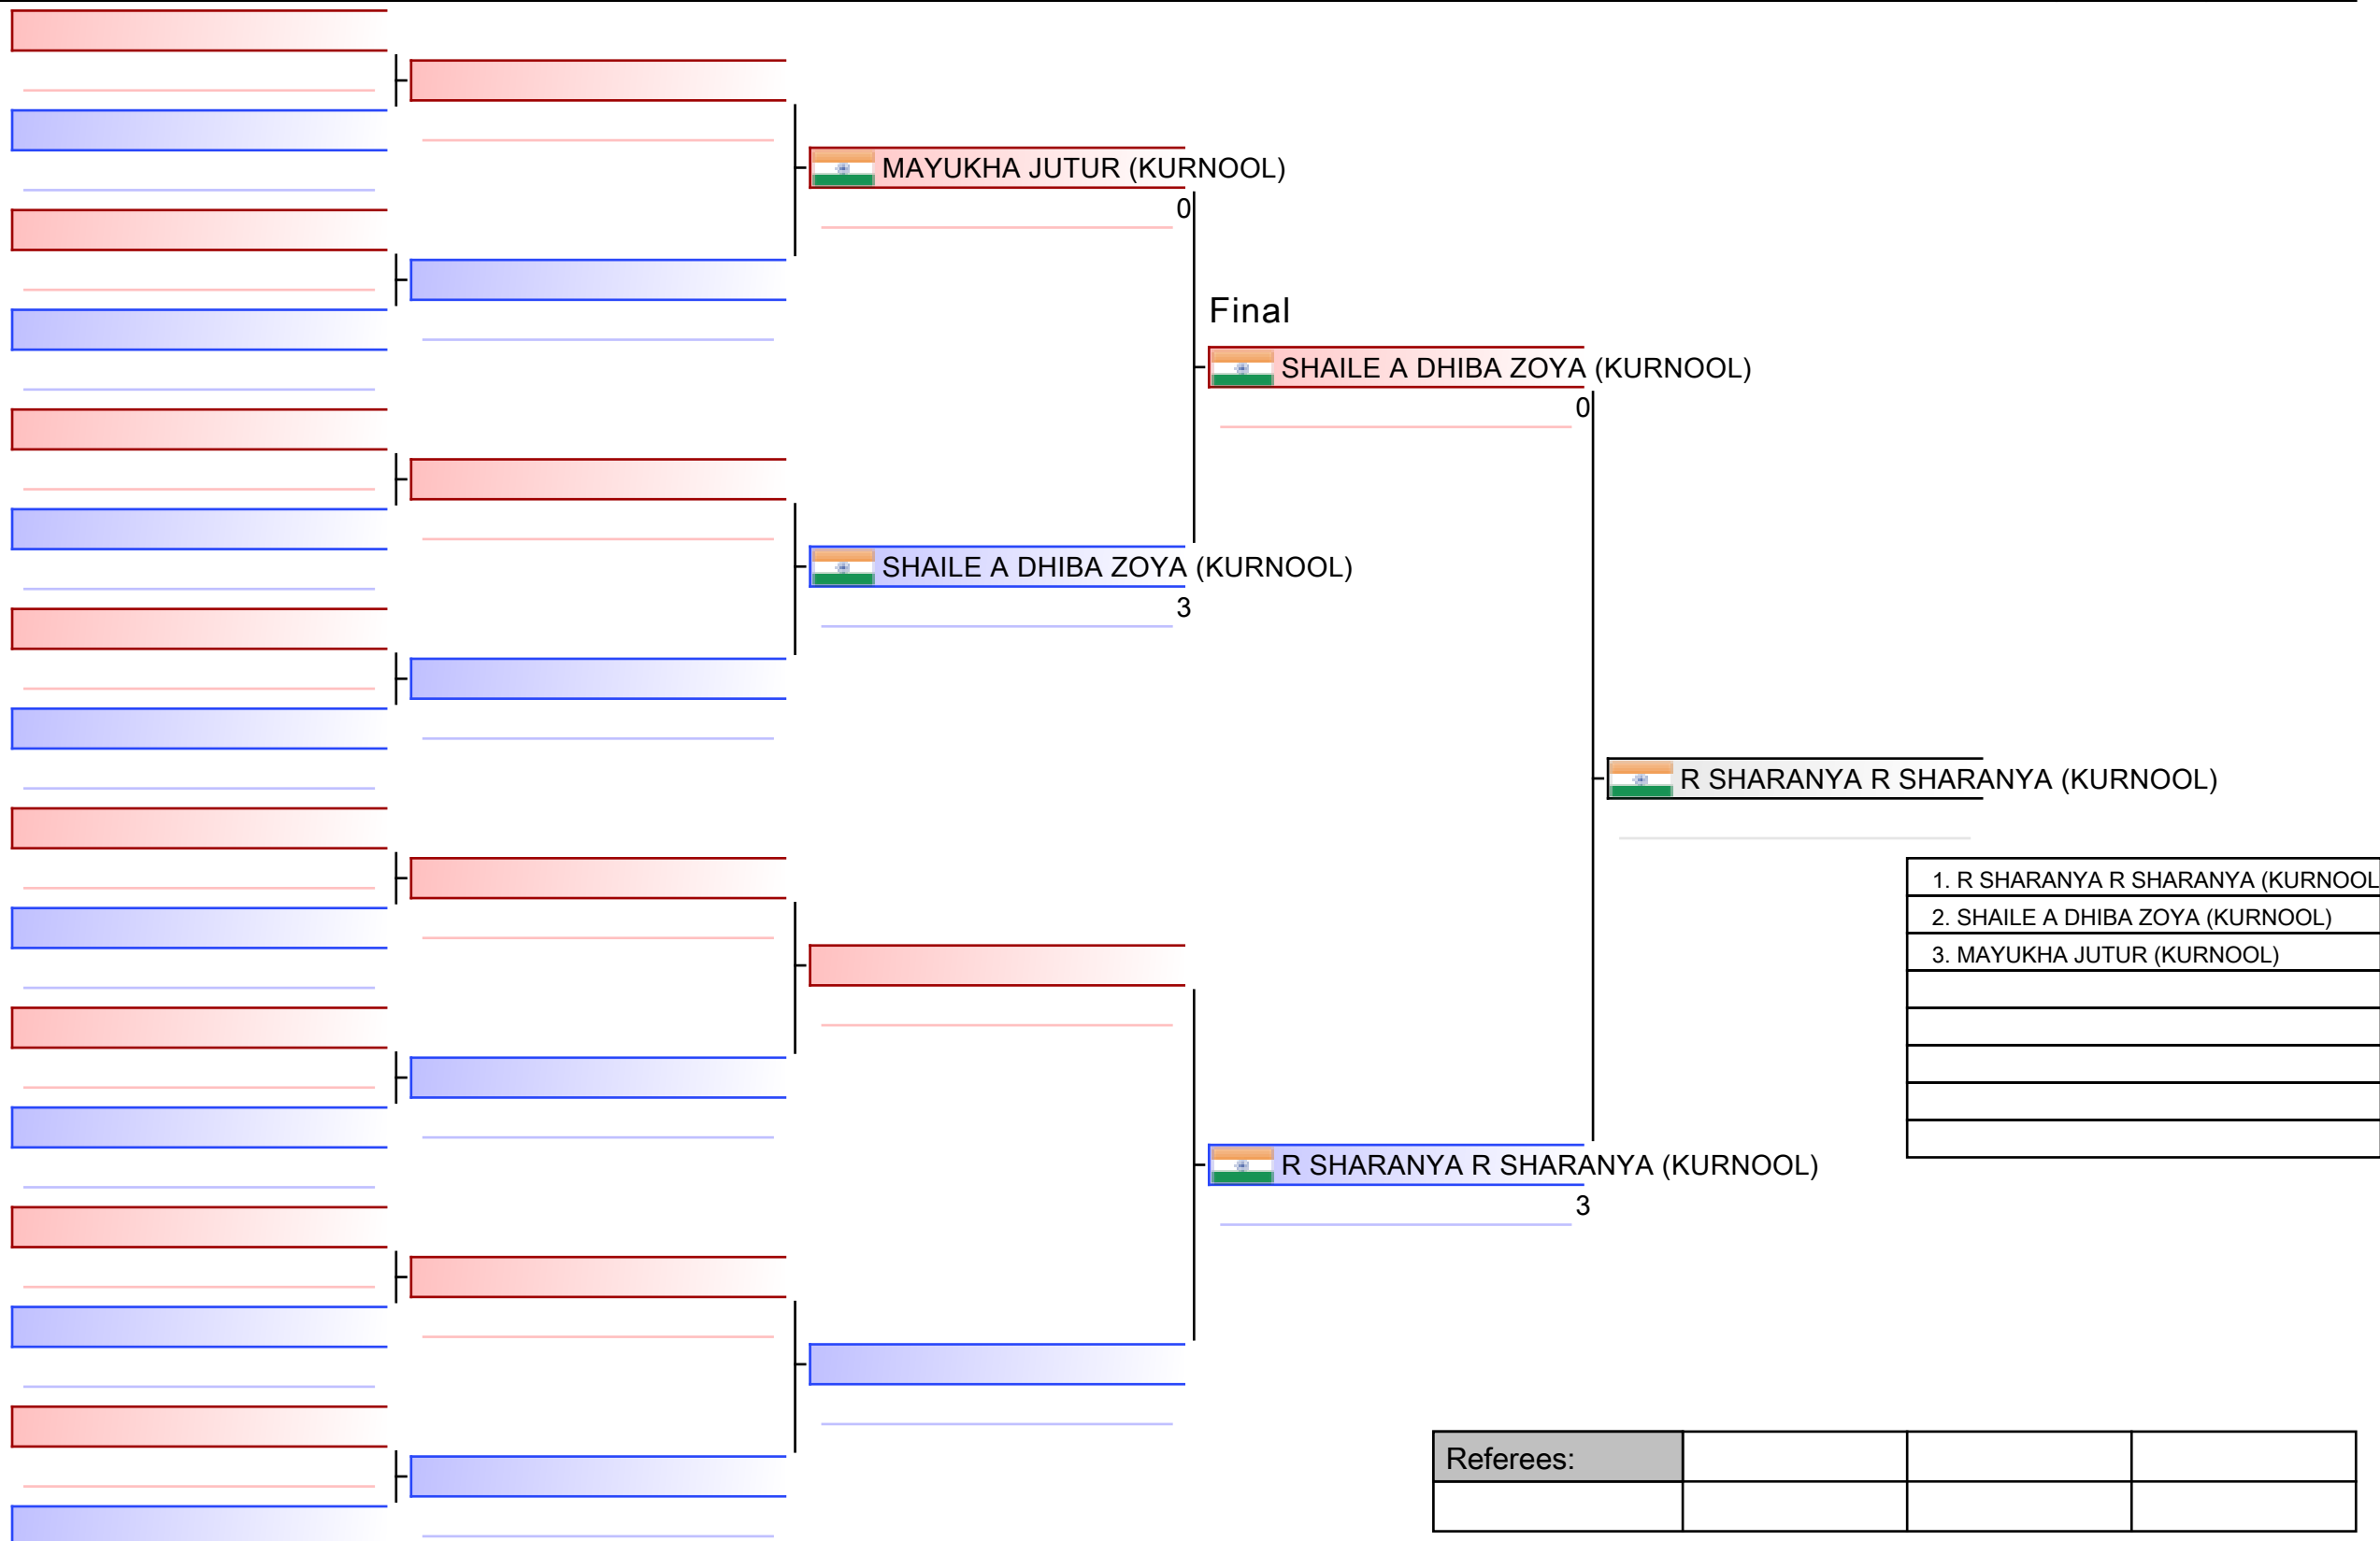 MAYUKHA JUTUR (KURNOOL)
0
Final
SHAILE A DHIBA ZOYA (KURNOOL)
0
SHAILE A DHIBA ZOYA (KURNOOL)
3
R SHARANYA R SHARANYA (KURNOOL)
1. R SHARANYA R SHARANYA (KURNOOL
2. SHAILE A DHIBA ZOYA (KURNOOL)
3. MAYUKHA JUTUR (KURNOOL)
R SHARANYA R SHARANYA (KURNOOL)
3
Referees: